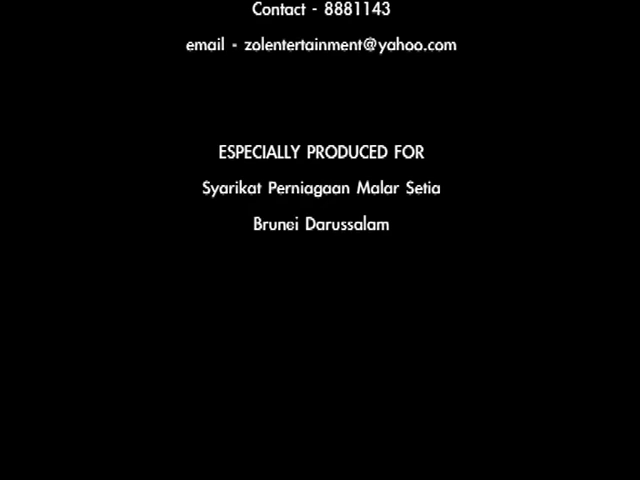 Contact - 8881143
email - zolentertainment@yahoo.com
ESPECIALLY PRODUCED FOR
Syarikat Perniagaan Malar Setia
Brunei Darussalam